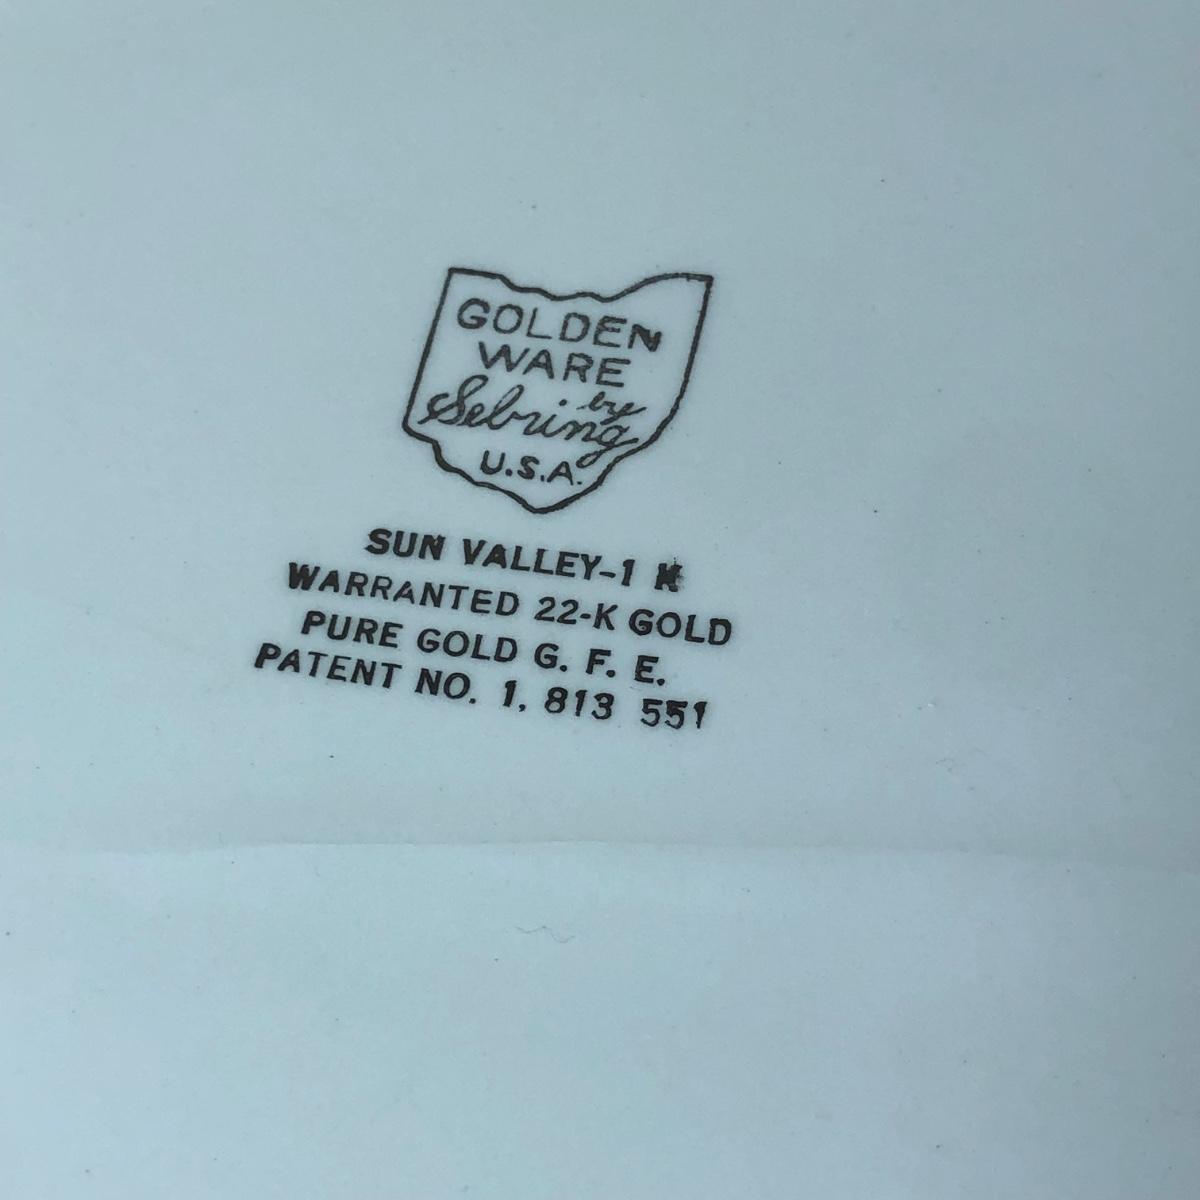 GOLDEN
WARE
by
Sebring
U.S.A.
SUN VALLEY-1 K
WARRANTED 22-K GOLD
PURE GOLD G. F. E.
PATENT NO. 1, 813 551